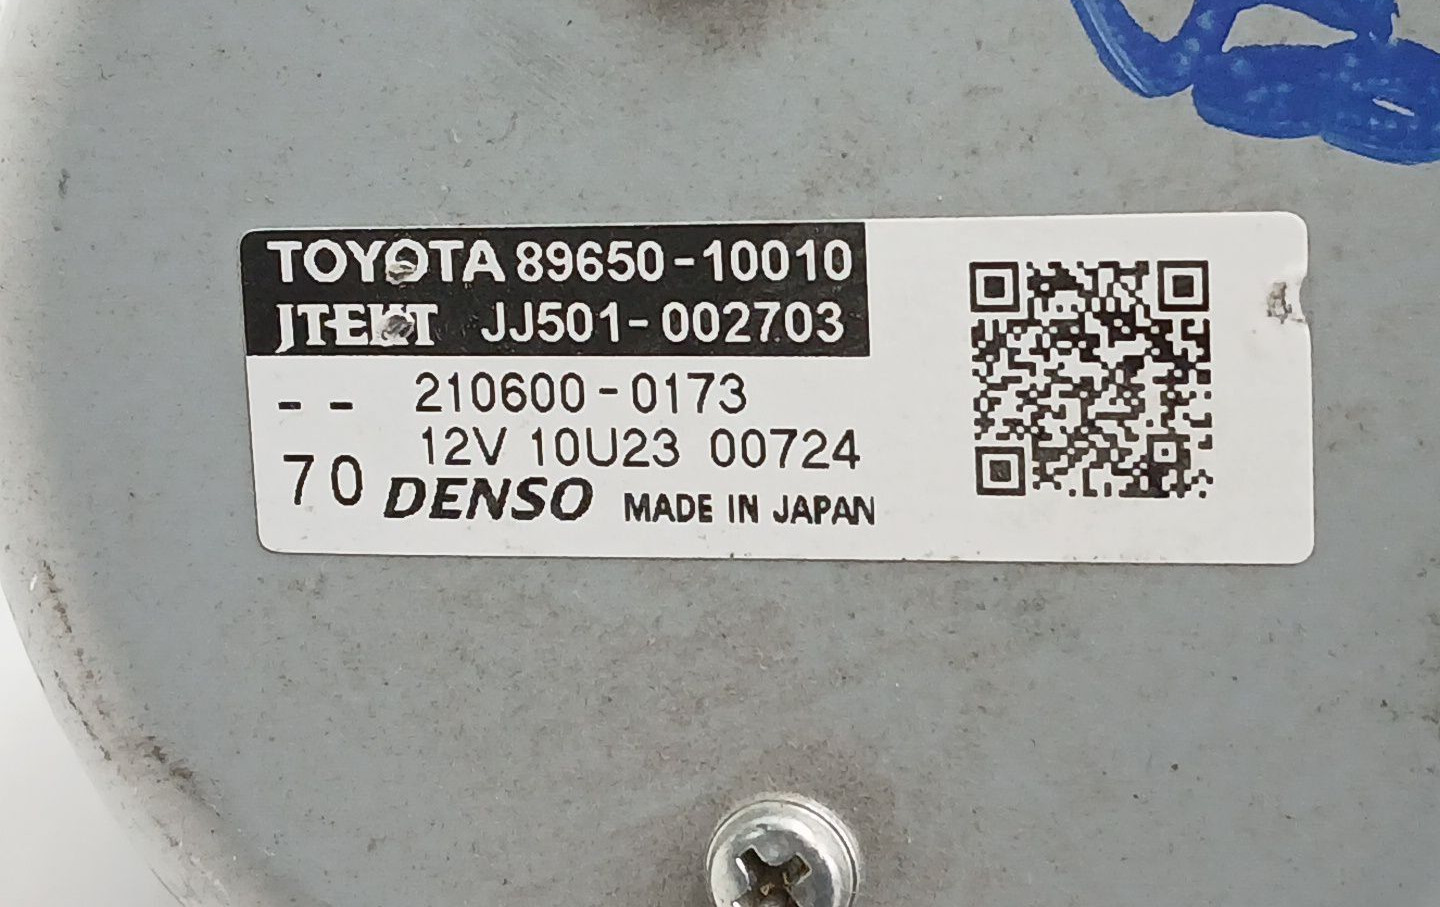 TOYOTA 89650-10010
JTEKT JJ501-002703
-- 210600-0173
12V 10U23 00724
70 DENSO MADE IN JAPAN